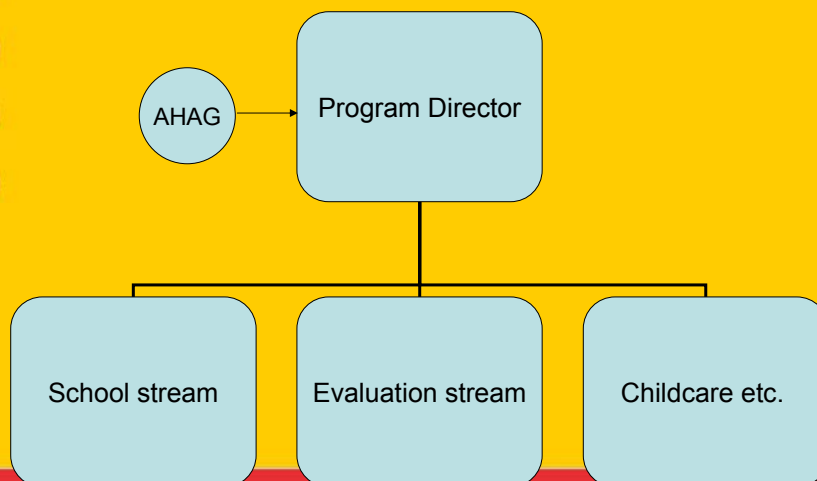 AHAG
Program Director
School stream
Evaluation stream
Childcare etc.